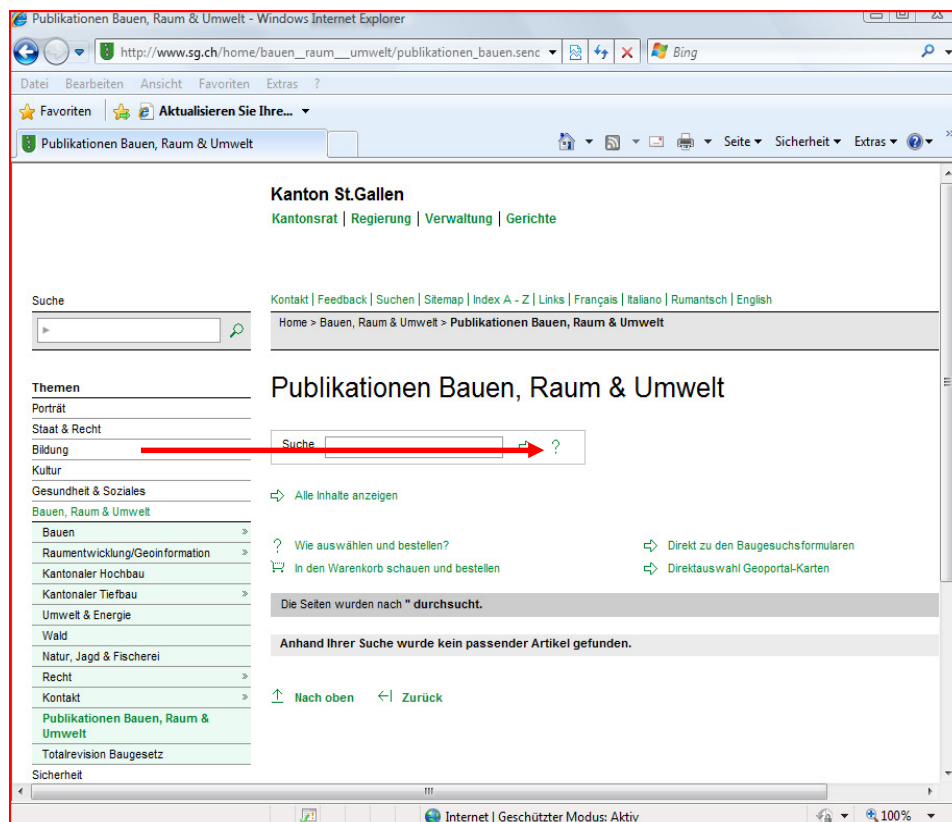 Publikationen Bauen, Raum & Umwelt - Windows Internet Explorer
http://www.sg.ch/home/bauen__raum___umwelt/publikationen_bauen.senc
Bing
Datei Bearbeiten Ansicht Favoriten Extras ?
Favoriten Aktualisieren Sie Ihre...
Publikationen Bauen, Raum & Umwelt
Seite Sicherheit Extras
Kanton St.Gallen
Kantonsrat | Regierung | Verwaltung | Gerichte
Suche
Kontakt | Feedback | Suchen | Sitemap | Index A - Z | Links | Français | Italiano | Rumantsch | English
Home > Bauen, Raum & Umwelt > Publikationen Bauen, Raum & Umwelt
Themen
Porträt
Staat & Recht
Bildung
Kultur
Gesundheit & Soziales
Bauen, Raum & Umwelt
Bauen »
Raumentwicklung/Geoinformation »
Kantonaler Hochbau
Kantonaler Tiefbau »
Umwelt & Energie
Wald
Natur, Jagd & Fischerei
Recht »
Kontakt »
Publikationen Bauen, Raum &
Umwelt
Totalrevision Baugesetz
Sicherheit
Publikationen Bauen, Raum & Umwelt
Suche ?
Alle Inhalte anzeigen
? Wie auswählen und bestellen?
In den Warenkorb schauen und bestellen
Direkt zu den Baugesuchsformularen
Direktauswahl Geoportal-Karten
Die Seiten wurden nach '' durchsucht.
Anhand Ihrer Suche wurde kein passender Artikel gefunden.
Nach oben Zurück
Internet | Geschützter Modus: Aktiv
100%